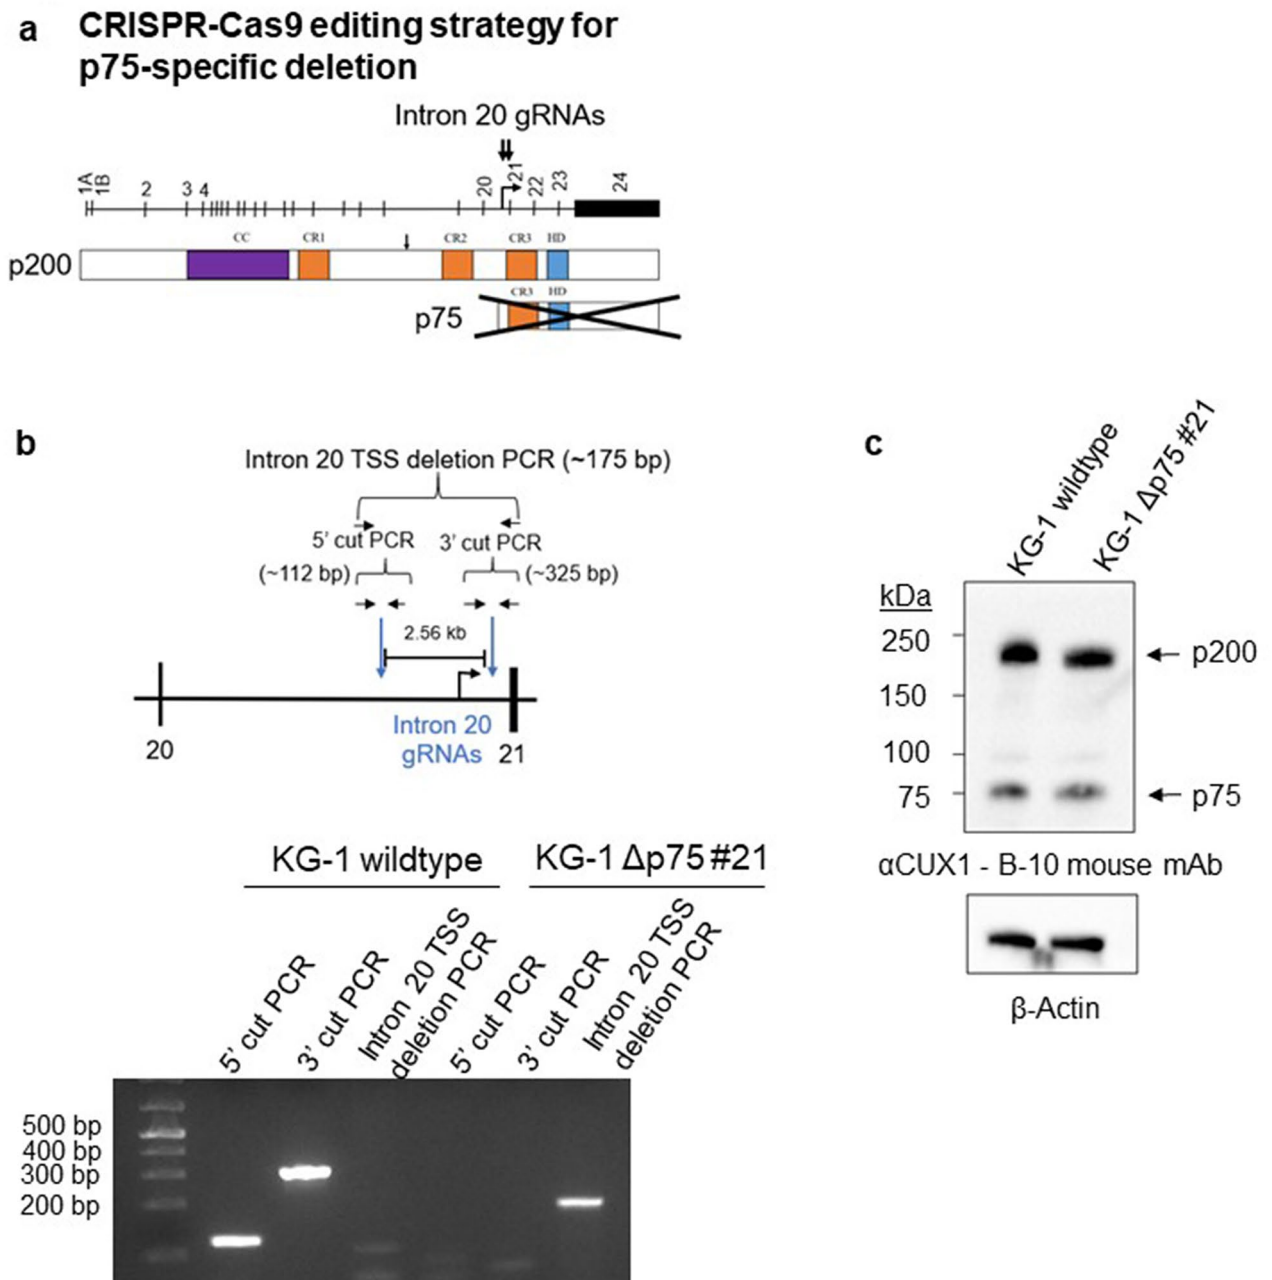 a
CRISPR-Cas9 editing strategy for
p75-specific deletion
Intron 20 gRNAs
1A
1B
2
3
4
20
21
22
23
24
CC
CR1
CR2
CR3
HD
p200
CR3
HD
p75
b
Intron 20 TSS deletion PCR (~175 bp)
5' cut PCR
3' cut PCR
(~112 bp)
(~325 bp)
2.56 kb
Intron 20
gRNAs
20
21
KG-1 wildtype
KG-1 Δp75 #21
5' cut PCR
3' cut PCR
Intron 20 TSS
deletion PCR
5' cut PCR
3' cut PCR
Intron 20 TSS
deletion PCR
500 bp
400 bp
300 bp
200 bp
c
KG-1 wildtype
KG-1 Δp75 #21
kDa
250
150
100
75
p200
p75
αCUX1 - B-10 mouse mAb
β-Actin